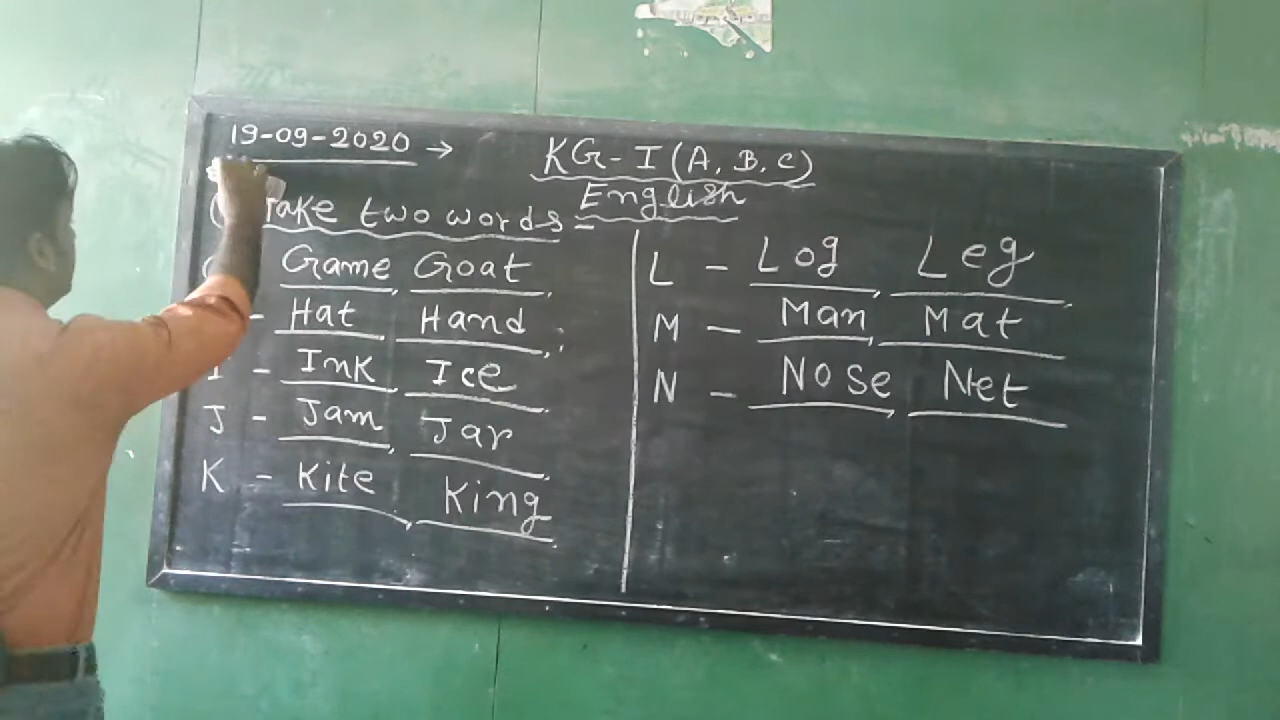 19-09-2020 →
KG-I (A, B, C)
English
two words -
Game, Goat
- Hat, Hand,
I - Ink, Ice
J - Jam, Jar
K - Kite, King
L - Log, Leg
M - Man, Mat
N - Nose, Net